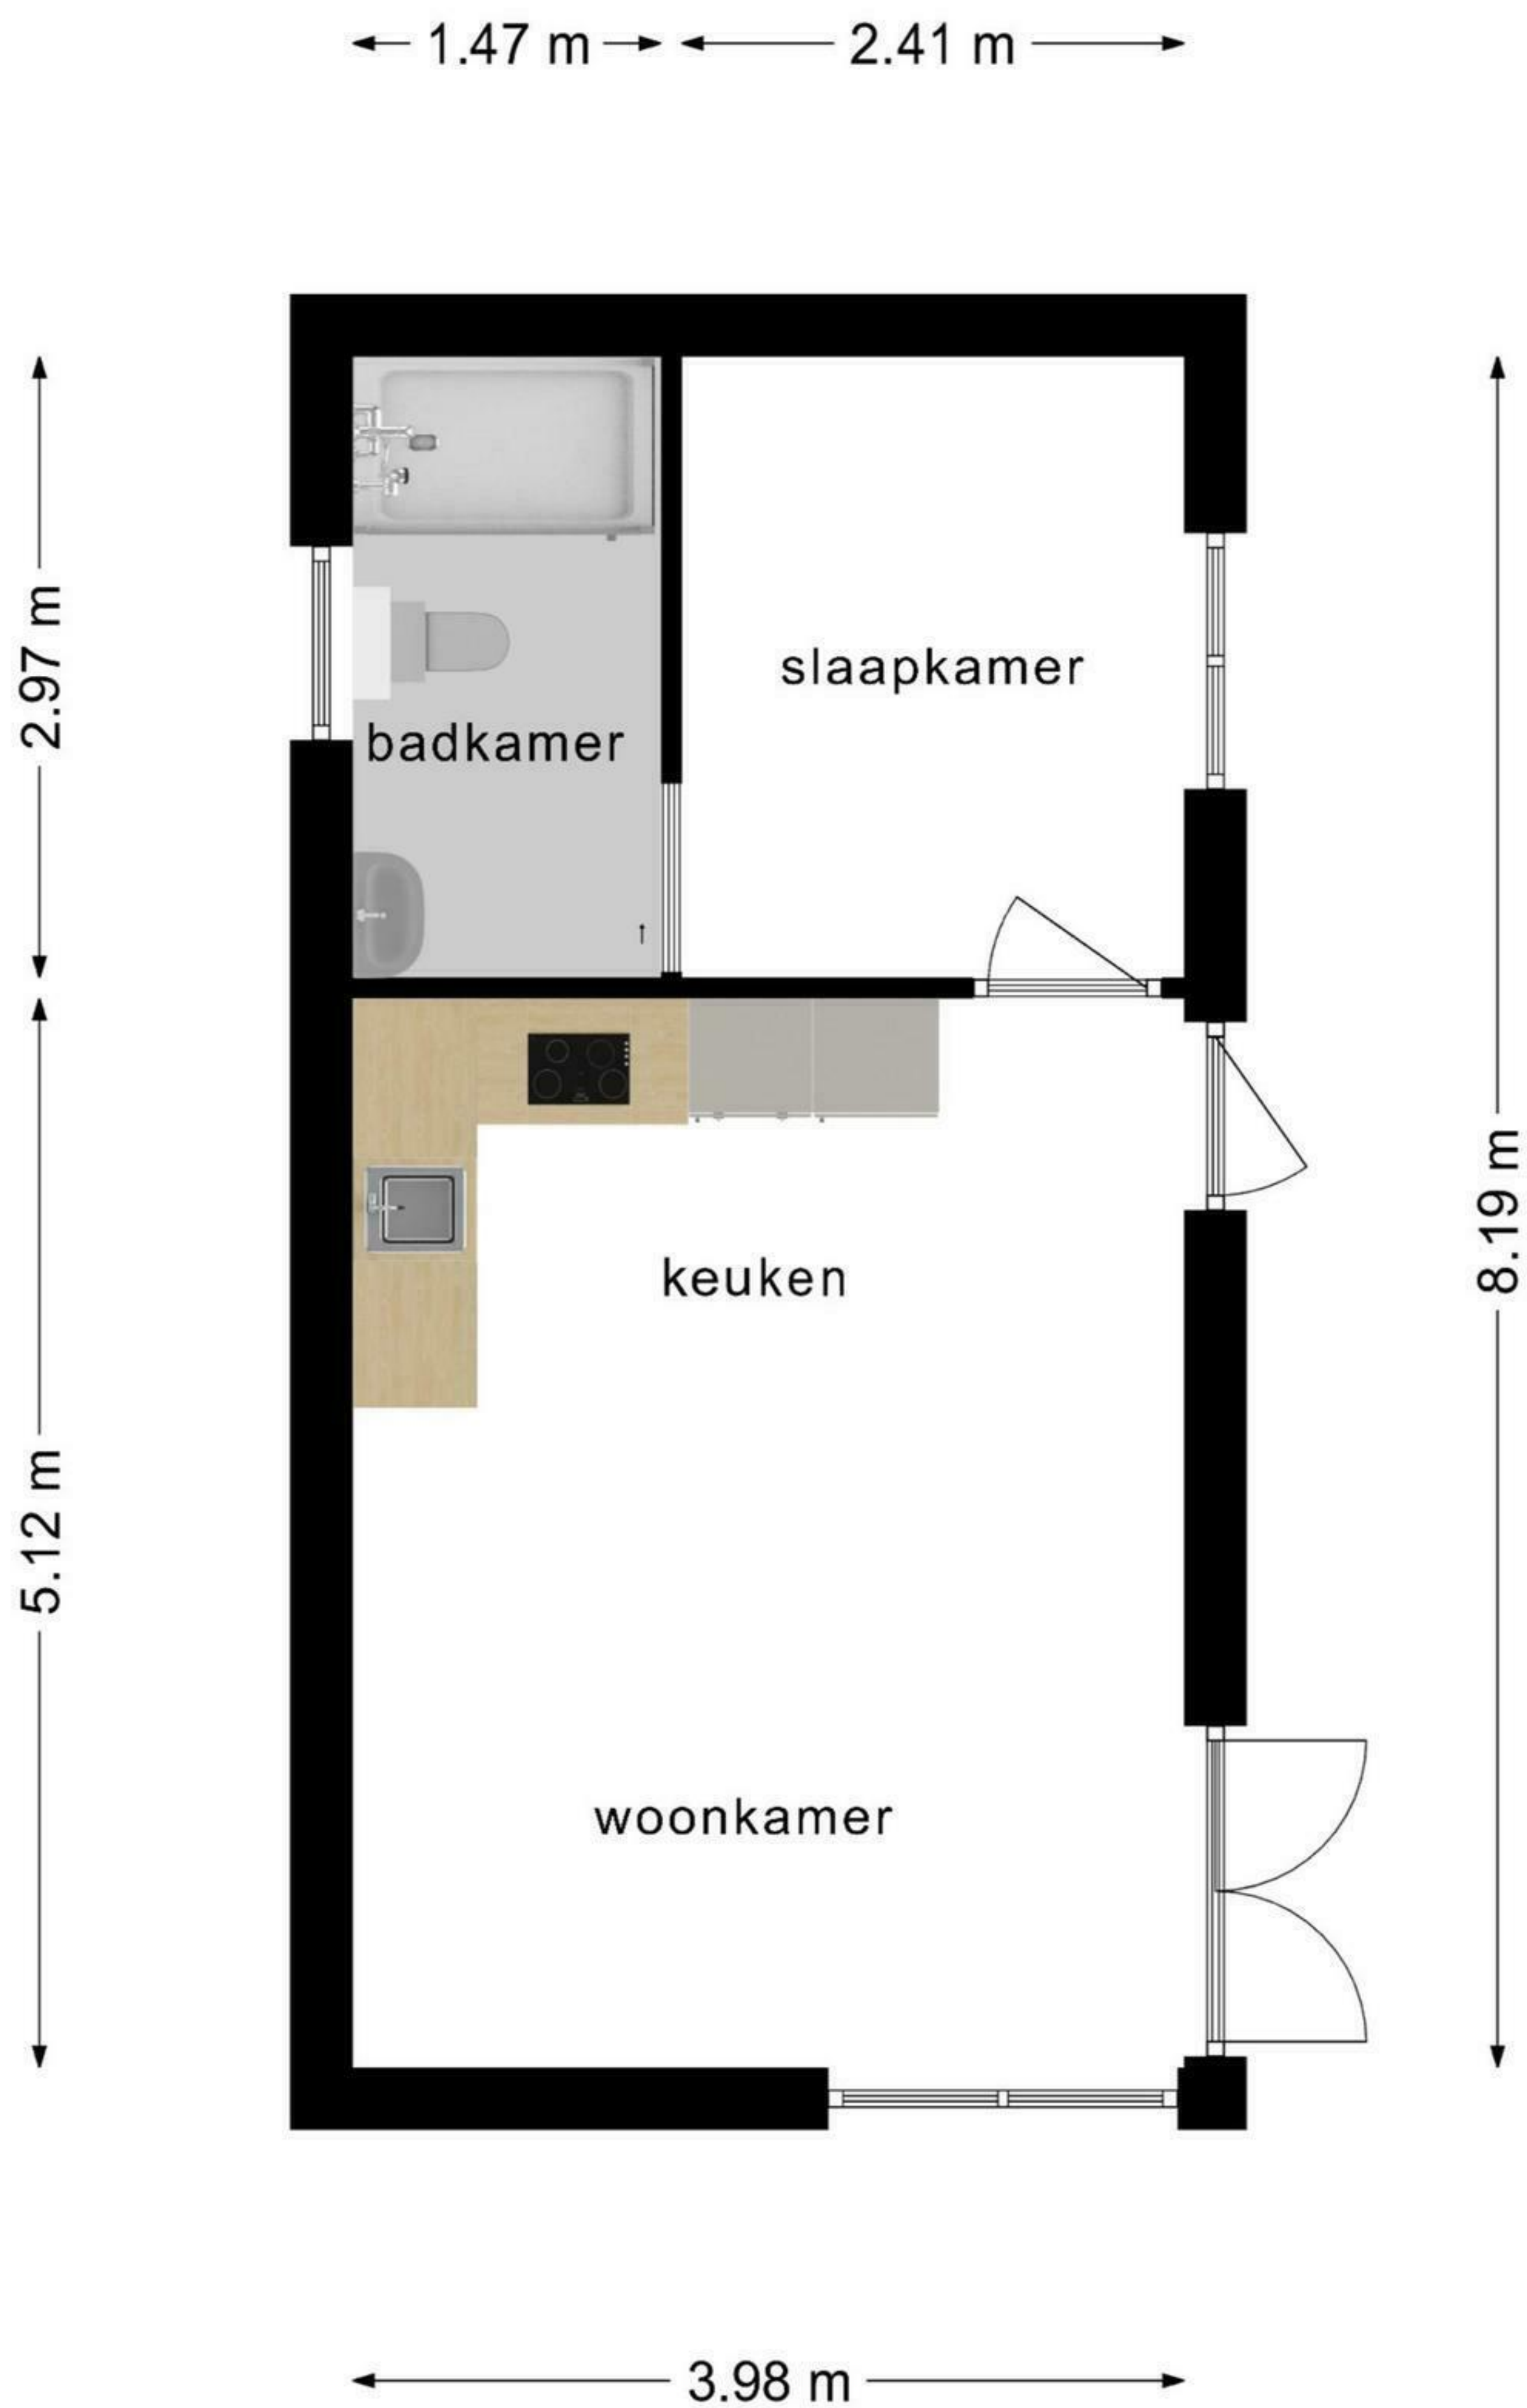 1.47 m
2.41 m
2.97 m
slaapkamer
badkamer
8.19 m
keuken
5.12 m
woonkamer
3.98 m